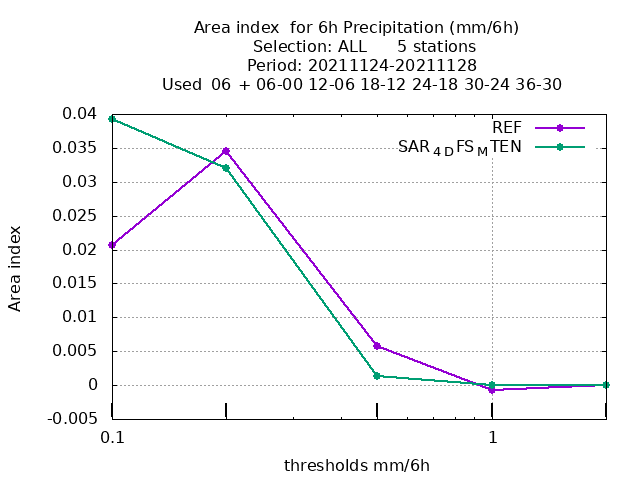 Area index  for 6h Precipitation (mm/6h)
Selection: ALL      5 stations
Period: 20211124-20211128
Used  06 + 06-00 12-06 18-12 24-18 30-24 36-30
REF
SAR4DFSMTEN
0.04
0.035
0.03
0.025
0.02
0.015
0.01
0.005
0
-0.005
Area index
0.1
1
thresholds mm/6h